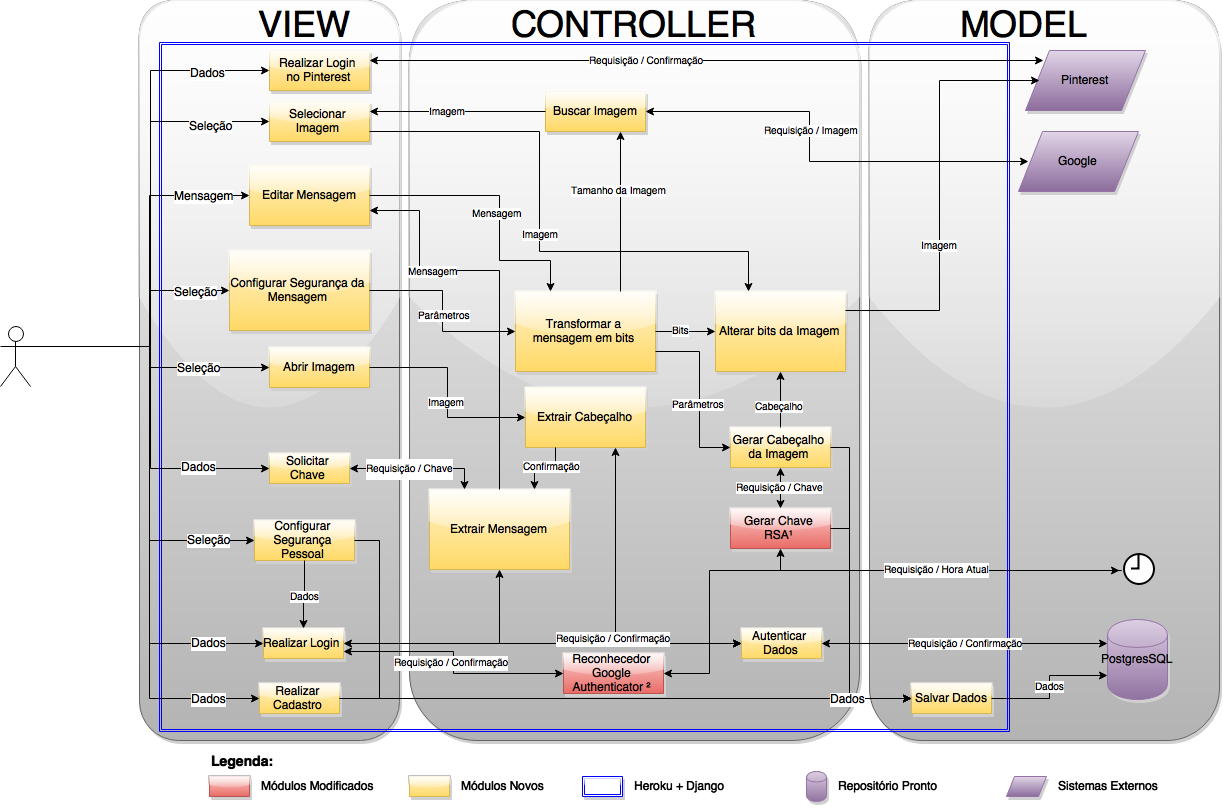 VIEW
CONTROLLER
MODEL
Dados
Realizar Login
no Pinterest
Requisição / Confirmação
Pinterest
Seleção
Selecionar
Imagem
Imagem
Buscar Imagem
Requisição / Imagem
Google
Mensagem
Editar Mensagem
Tamanho da Imagem
Mensagem
Imagem
Imagem
Mensagem
Seleção
Configurar Segurança da
Mensagem
Parâmetros
Transformar a
mensagem em bits
Bits
Alterar bits da Imagem
Seleção
Abrir Imagem
Imagem
Extrair Cabeçalho
Parâmetros
Cabeçalho
Gerar Cabeçalho
da Imagem
Dados
Solicitar
Chave
Requisição / Chave
Confirmação
Requisição / Chave
Extrair Mensagem
Gerar Chave
RSA¹
Seleção
Configurar
Segurança
Pessoal
Requisição / Hora Atual
Dados
Dados
Realizar Login
Requisição / Confirmação
Autenticar
Dados
Requisição / Confirmação
PostgresSQL
Requisição / Confirmação
Reconhecedor
Google
Authenticator ²
Dados
Dados
Realizar
Cadastro
Dados
Salvar Dados
Legenda:
Módulos Modificados
Módulos Novos
Heroku + Django
Repositório Pronto
Sistemas Externos